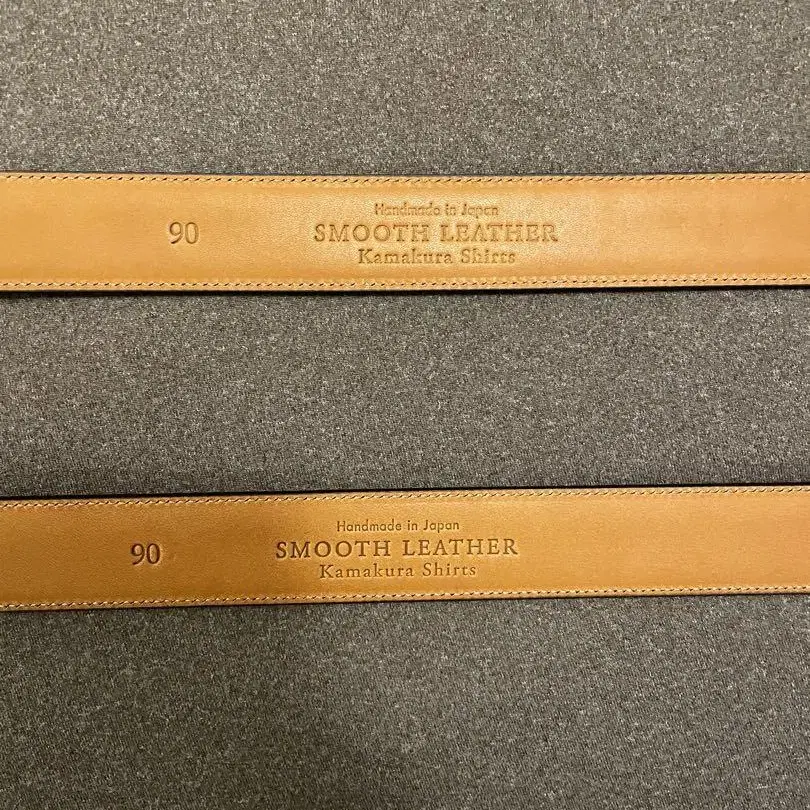 90
Handmade in Japan
SMOOTH LEATHER
Kamakura Shirts
90
Handmade in Japan
SMOOTH LEATHER
Kamakura Shirts